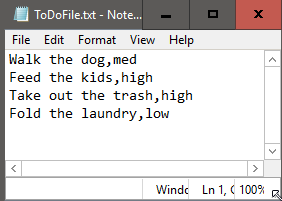 ToDoFile.txt - Note...
File Edit Format View Help
Walk the dog,med
Feed the kids,high
Take out the trash,high
Fold the laundry,low
Windo Ln 1, C 100%